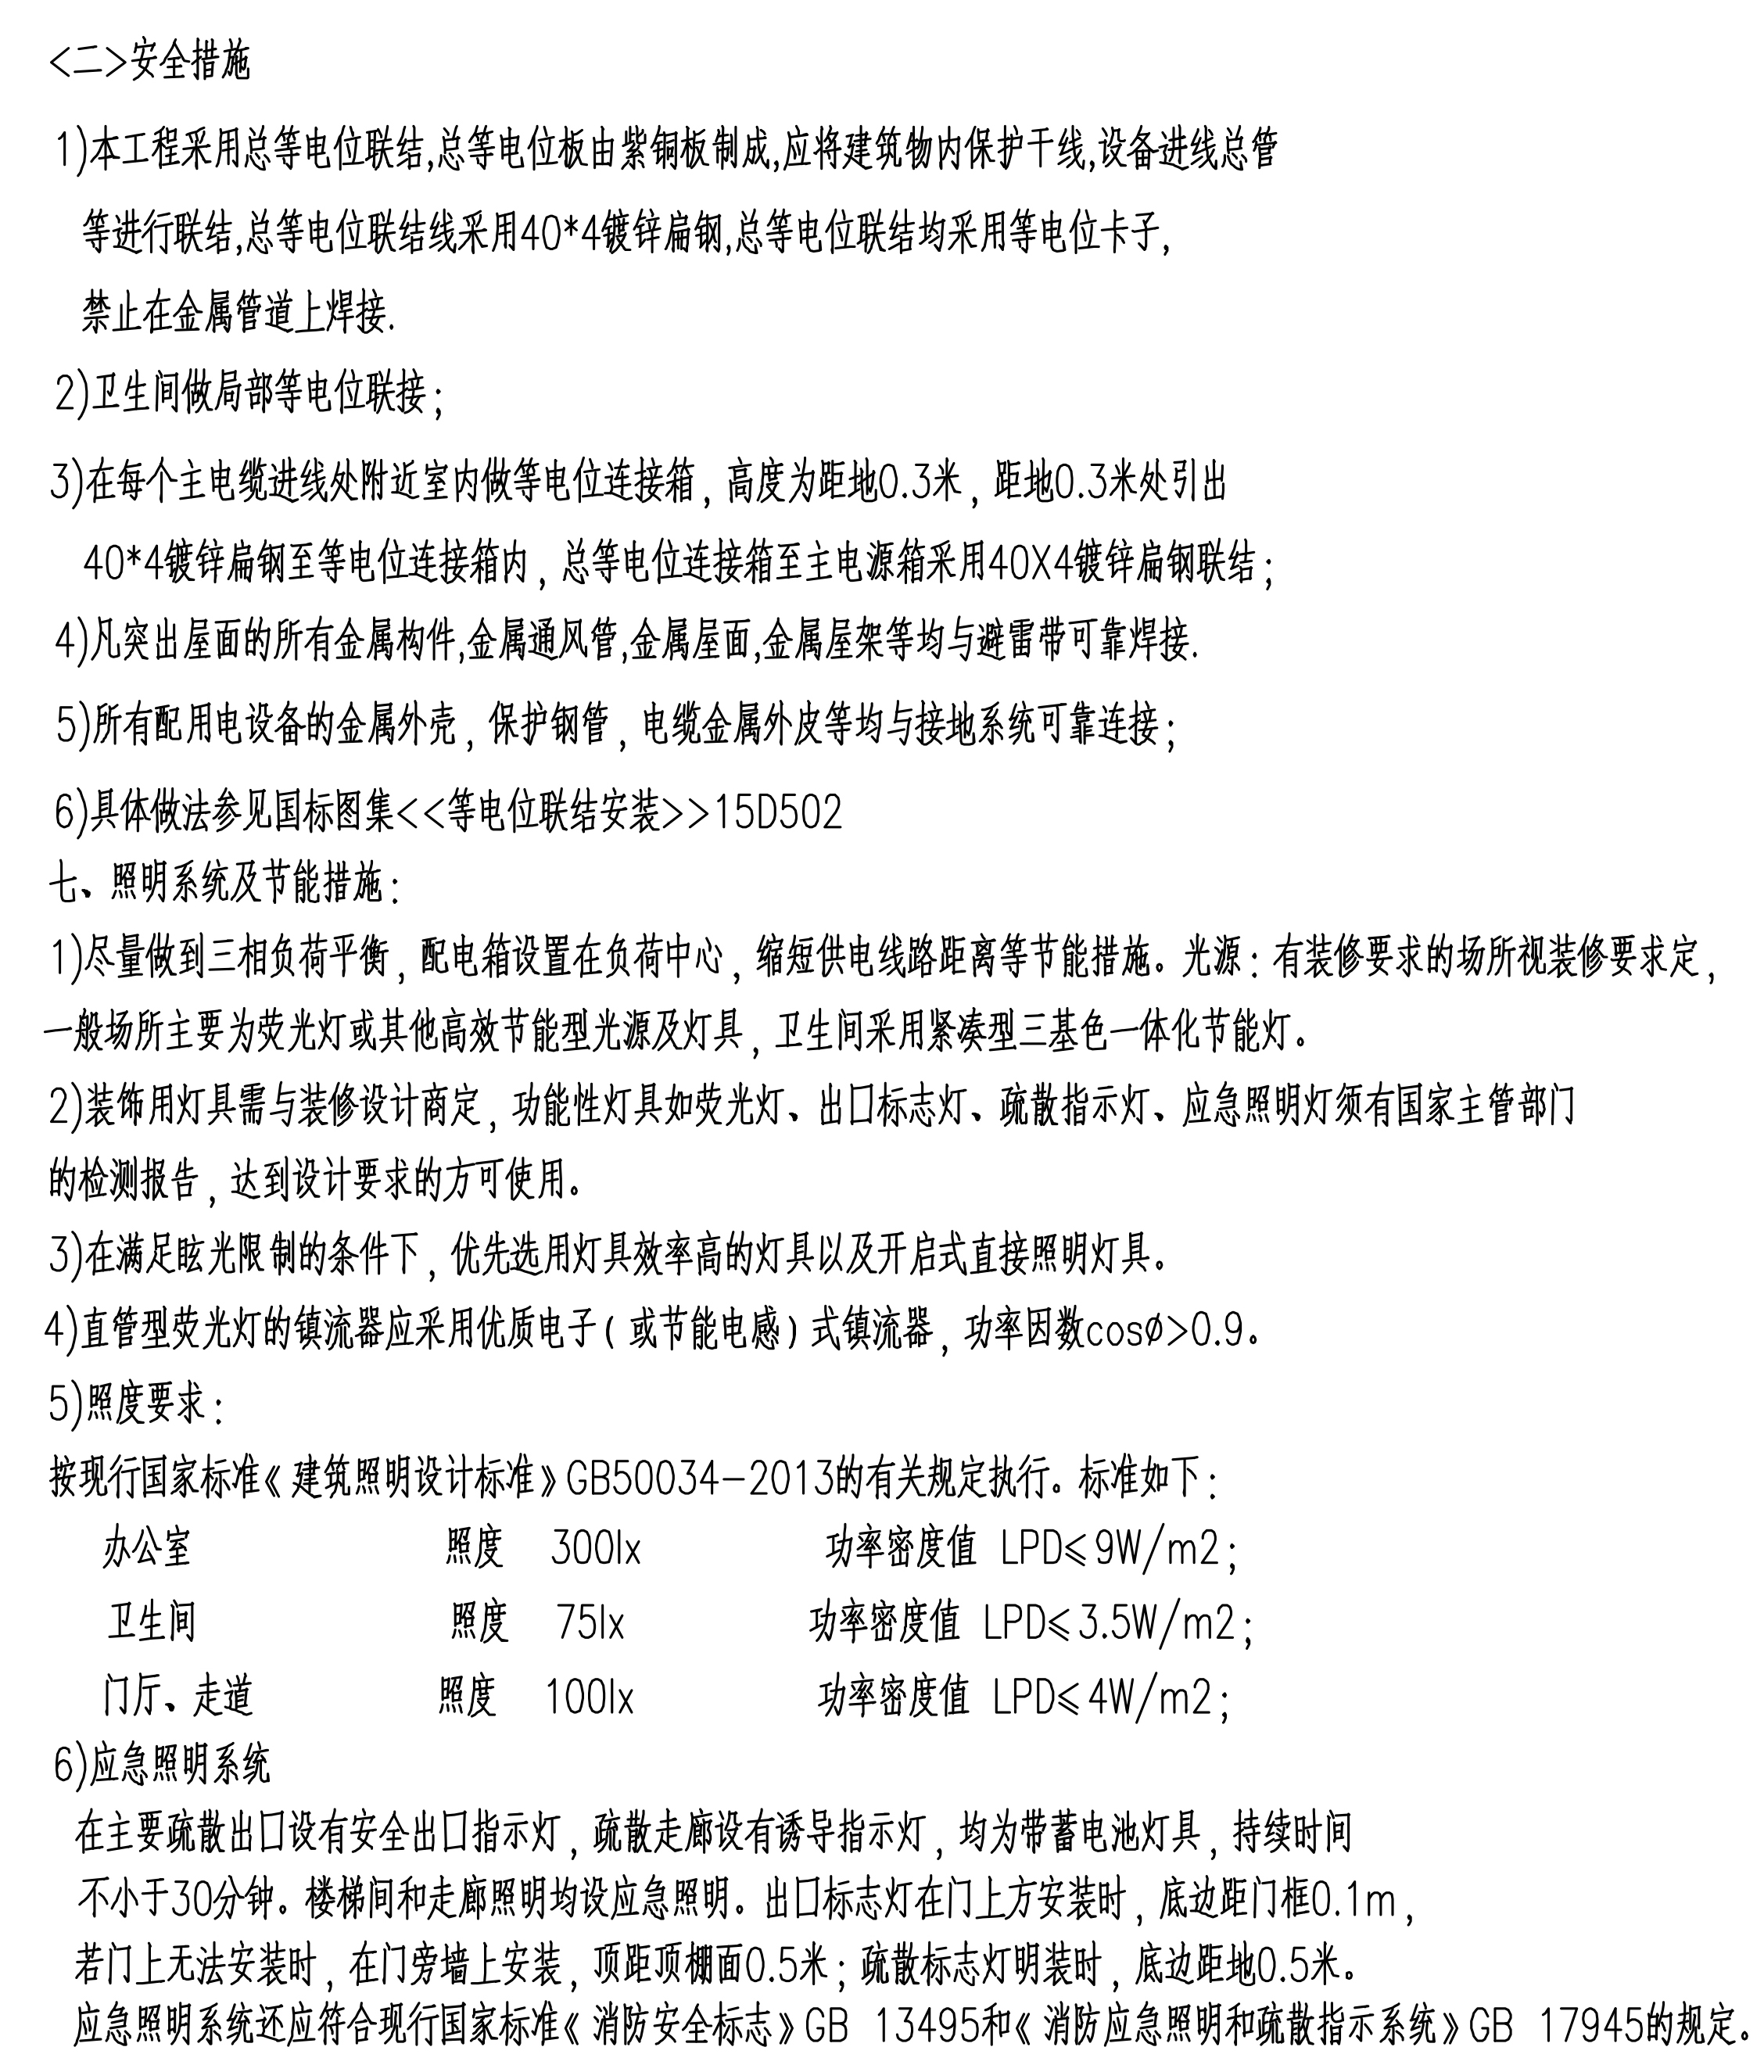 <二>安全措施
1)本工程采用总等电位联结,总等电位板由紫铜板制成,应将建筑物内保护干线,设备进线总管
等进行联结,总等电位联结线采用40*4镀锌扁钢,总等电位联结均采用等电位卡子,
禁止在金属管道上焊接.
2)卫生间做局部等电位联接;
3)在每个主电缆进线处附近室内做等电位连接箱,高度为距地0.3米,距地0.3米处引出
40*4镀锌扁钢至等电位连接箱内,总等电位连接箱至主电源箱采用40X4镀锌扁钢联结;
4)凡突出屋面的所有金属构件,金属通风管,金属屋面,金属屋架等均与避雷带可靠焊接.
5)所有配用电设备的金属外壳,保护钢管,电缆金属外皮等均与接地系统可靠连接;
6)具体做法参见国标图集<<等电位联结安装>>15D502
七、照明系统及节能措施:
1)尽量做到三相负荷平衡,配电箱设置在负荷中心,缩短供电线路距离等节能措施。光源:有装修要求的场所视装修要求定,
一般场所主要为荧光灯或其他高效节能型光源及灯具,卫生间采用紧凑型三基色一体化节能灯。
2)装饰用灯具需与装修设计商定,功能性灯具如荧光灯、出口标志灯、疏散指示灯、应急照明灯须有国家主管部门
的检测报告,达到设计要求的方可使用。
3)在满足眩光限制的条件下,优先选用灯具效率高的灯具以及开启式直接照明灯具。
4)直管型荧光灯的镇流器应采用优质电子(或节能电感)式镇流器,功率因数cosø>0.9。
5)照度要求:
按现行国家标准《建筑照明设计标准》GB50034-2013的有关规定执行。标准如下:
办公室 照度 300lx 功率密度值 LPD≤9W/m2;
卫生间 照度 75lx 功率密度值 LPD≤3.5W/m2;
门厅、走道 照度 100lx 功率密度值 LPD≤4W/m2;
6)应急照明系统
在主要疏散出口设有安全出口指示灯,疏散走廊设有诱导指示灯,均为带蓄电池灯具,持续时间
不小于30分钟。楼梯间和走廊照明均设应急照明。出口标志灯在门上方安装时,底边距门框0.1m,
若门上无法安装时,在门旁墙上安装,顶距顶棚面0.5米;疏散标志灯明装时,底边距地0.5米。
应急照明系统还应符合现行国家标准《消防安全标志》GB 13495和《消防应急照明和疏散指示系统》GB 17945的规定。